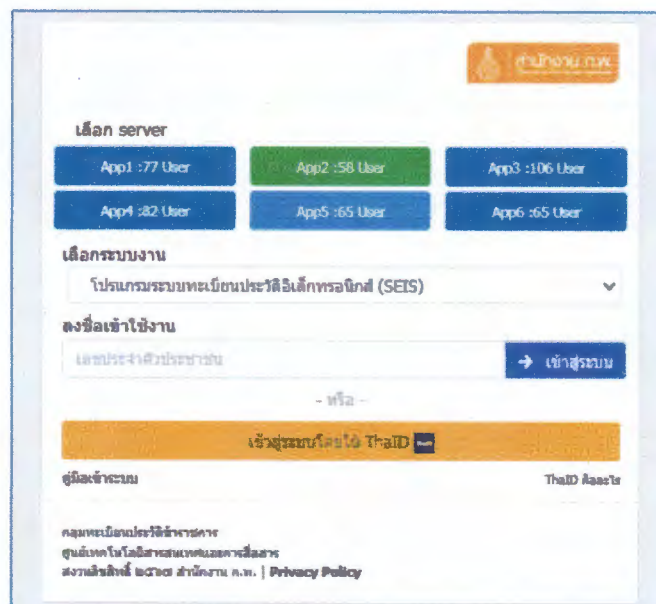 สำนักงาน ก.พ.
เลือก server
App1 :77 User
App2 :58 User
App3 :106 User
App4 :82 User
App5 :65 User
App6 :65 User
เลือกระบบงาน
โปรแกรมระบบทะเบียนประวัติอิเล็กทรอนิกส์ (SEIS)
ลงชื่อเข้าใช้งาน
เลขประจำตัวประชาชน
→ เข้าสู่ระบบ
- หรือ -
เข้าสู่ระบบโดยใช้ ThaID
คู่มือเข้าระบบ
ThaID คืออะไร
กลุ่มทะเบียนประวัติข้าราชการ
ศูนย์เทคโนโลยีสารสนเทศและการสื่อสาร
สงวนลิขสิทธิ์ ๒๕๖๗ สำนักงาน ก.พ. | Privacy Policy